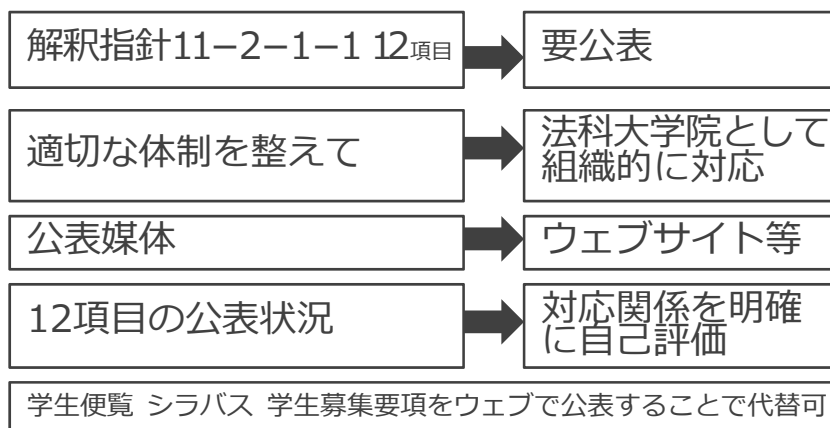 解釈指針11−2−1−1 12項目
要公表
適切な体制を整えて
法科大学院として
組織的に対応
公表媒体
ウェブサイト等
12項目の公表状況
対応関係を明確
に自己評価
学生便覧 シラバス 学生募集要項をウェブで公表することで代替可